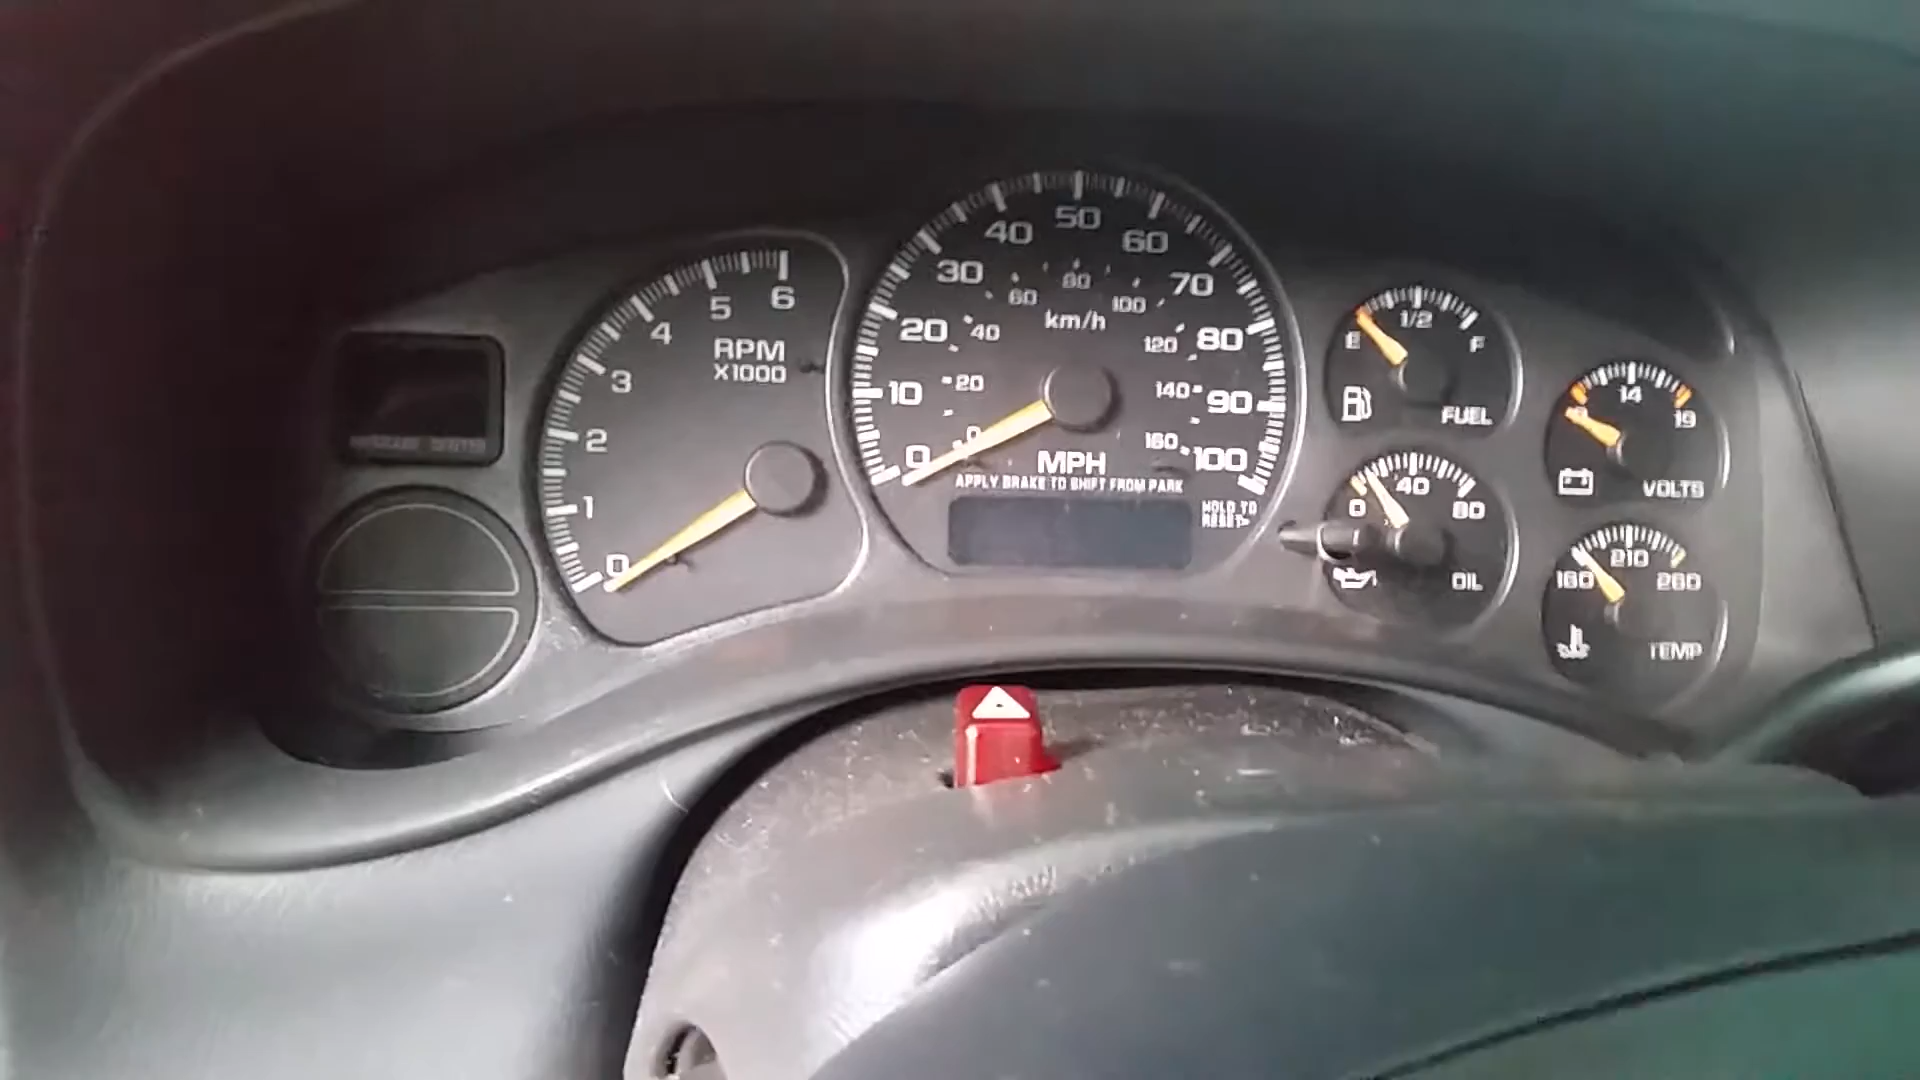 0
1
2
3
4
5
6
RPM
X1000
0
10
20
30
40
50
60
70
80
90
100
0
20
40
60
80
100
120
140
160
km/h
MPH
APPLY BRAKE TO SHIFT FROM PARK
HOLD TO
RESET
E
1/2
F
FUEL
14
19
VOLTS
0
40
80
OIL
160
210
260
TEMP